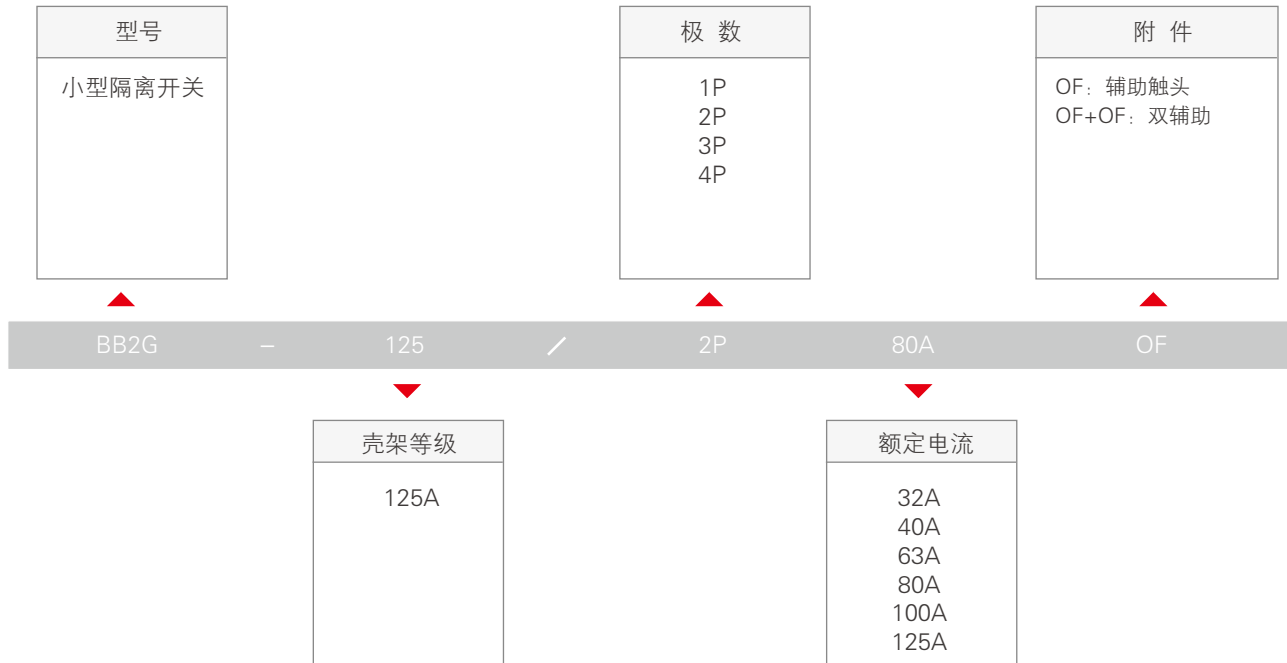 型号
小型隔离开关
极 数
1P
2P
3P
4P
附 件
OF：辅助触头
OF+OF：双辅助
BB2G – 125 / 2P 80A OF
壳架等级
125A
额定电流
32A
40A
63A
80A
100A
125A